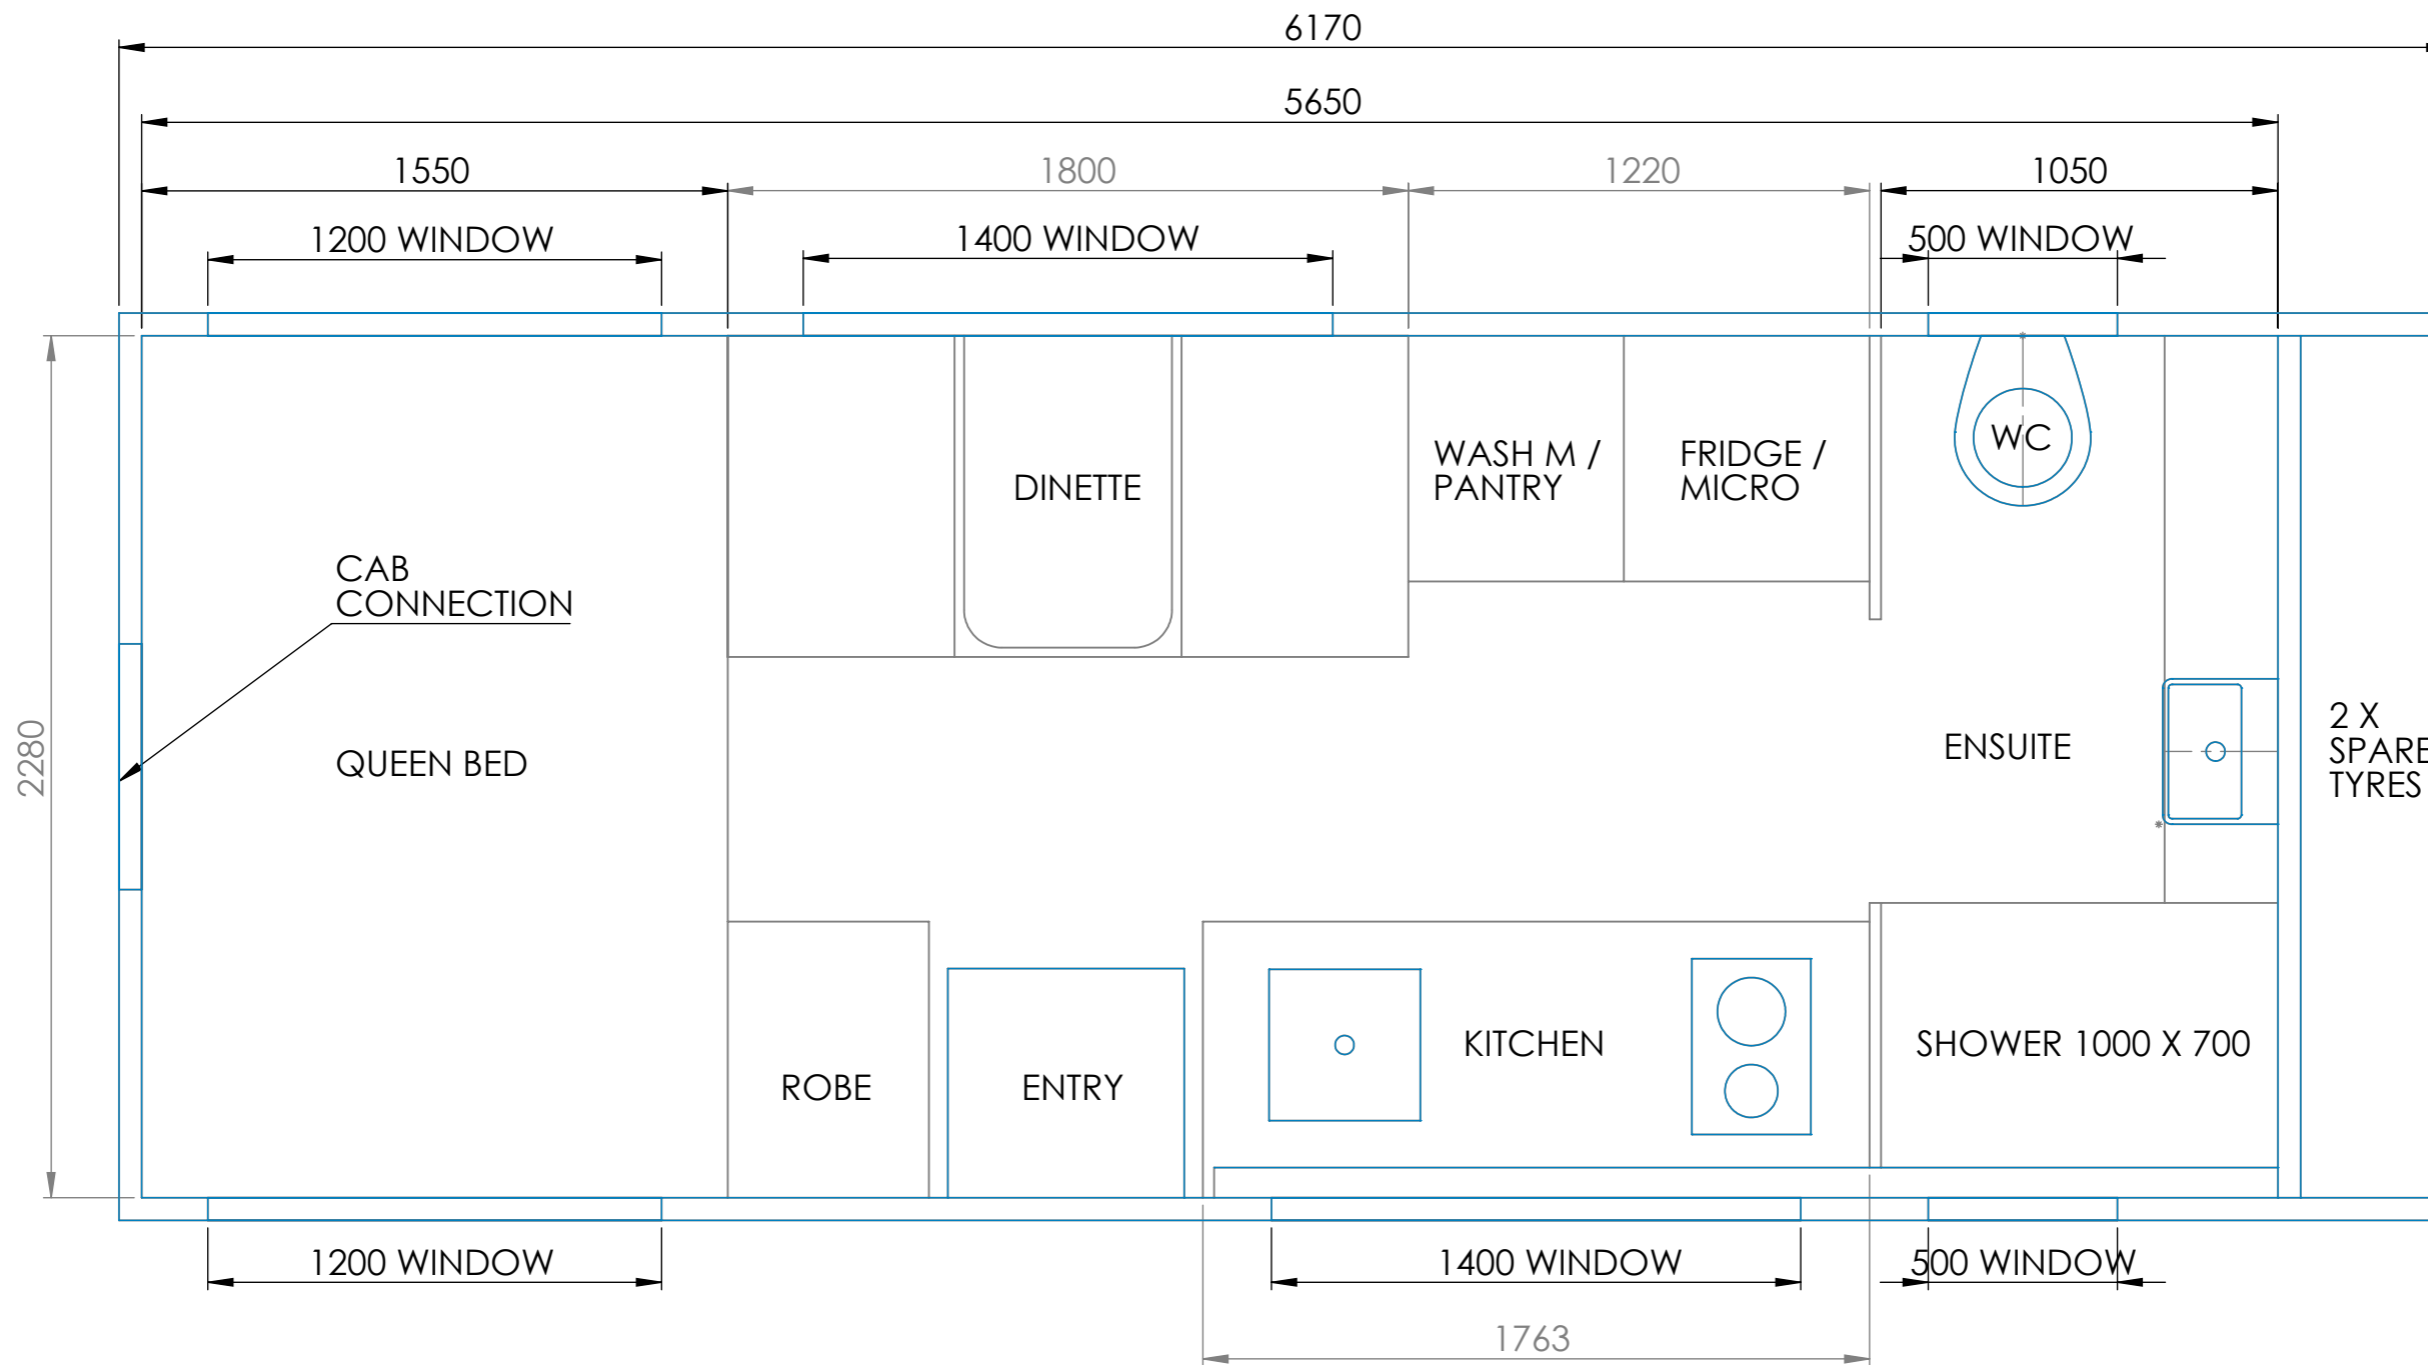 6170
5650
1550
1800
1220
1050
1200 WINDOW
1400 WINDOW
500 WINDOW
WASH M /
PANTRY
FRIDGE /
MICRO
WC
DINETTE
CAB
CONNECTION
2280
QUEEN BED
ENSUITE
2 X
SPARE
TYRES
ROBE
ENTRY
KITCHEN
SHOWER 1000 X 700
1200 WINDOW
1400 WINDOW
500 WINDOW
1763